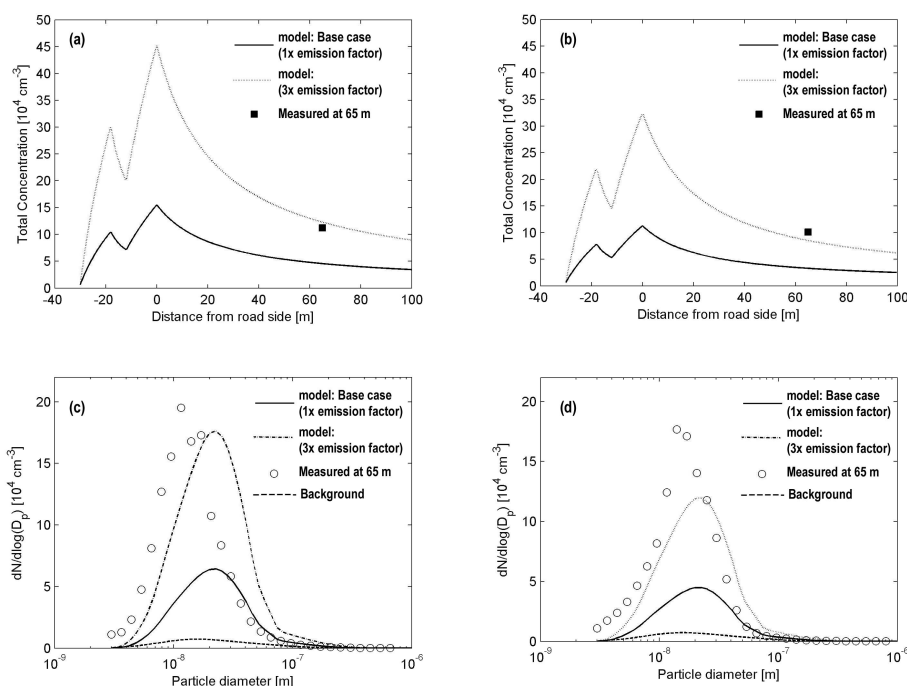 (a)
model: Base case
(1x emission factor)
model:
(3x emission factor)
Measured at 65 m
Total Concentration [10⁴ cm⁻³]
50
45
40
35
30
25
20
15
10
5
0
-40 -20 0 20 40 60 80 100
Distance from road side [m]
(b)
model: Base Case
(1x emission factor)
model:
(3x emission factor)
Measured at 65 m
Total Concentration [10⁴ cm⁻³]
50
45
40
35
30
25
20
15
10
5
0
-40 -20 0 20 40 60 80 100
Distance from road side [m]
(c)
model: Base Case
(1x emission factor)
model:
(3x emission factor)
Measured at 65 m
Background
dN/dlog(Dₚ) [10⁴ cm⁻³]
20
15
10
5
0
10⁻⁹ 10⁻⁸ 10⁻⁷ 10⁻⁶
Particle diameter [m]
(d)
model: Base Case
(1x emission factor)
model:
(3x emission factor)
Measured at 65 m
Background
dN/dlog(Dₚ) [10⁴ cm⁻³]
20
15
10
5
0
10⁻⁹ 10⁻⁸ 10⁻⁷ 10⁻⁶
Particle diameter [m]